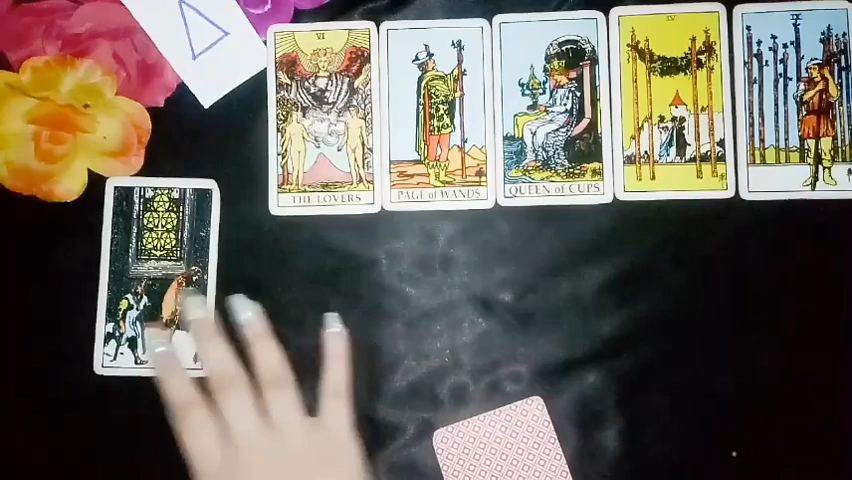 VI
THE LOVERS
PAGE of WANDS
QUEEN of CUPS
IV